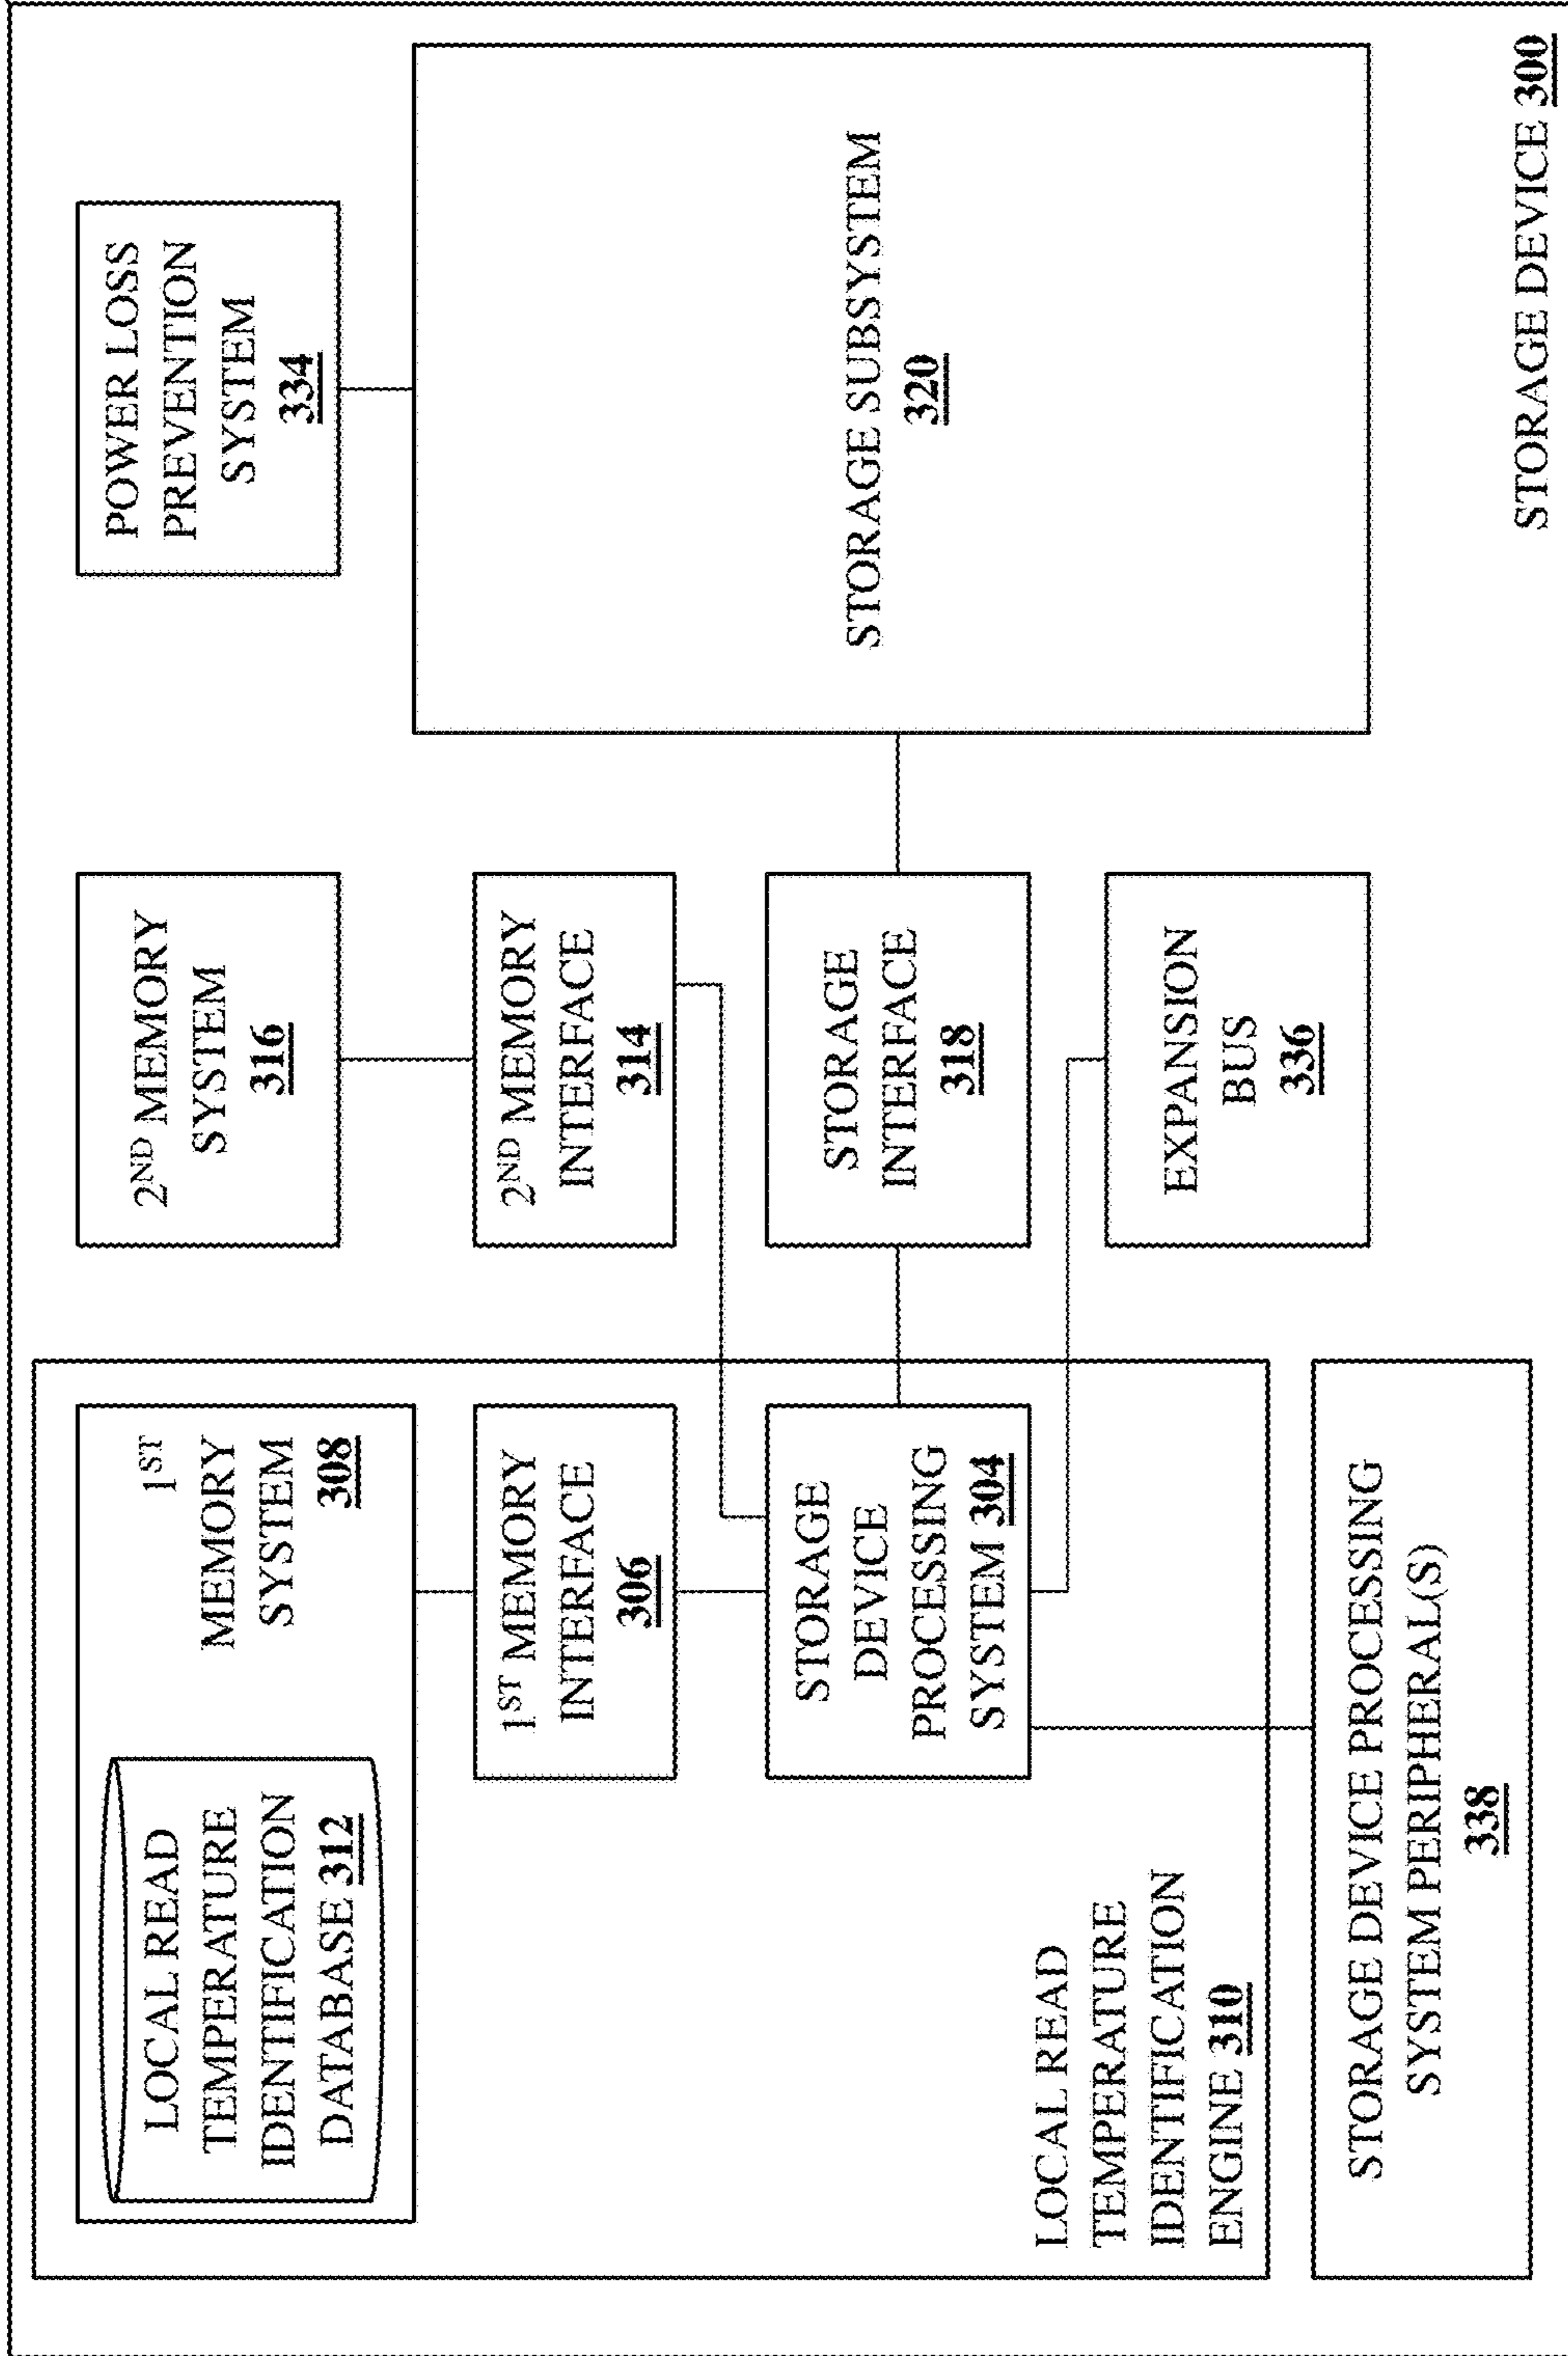 LOCAL READ
TEMPERATURE
IDENTIFICATION
DATABASE 312
1ST
MEMORY
SYSTEM
308
1ST MEMORY
INTERFACE
306
STORAGE
DEVICE
PROCESSING
SYSTEM 304
LOCAL READ
TEMPERATURE
IDENTIFICATION
ENGINE 310
STORAGE DEVICE PROCESSING
SYSTEM PERIPHERAL(S)
338
2ND MEMORY
SYSTEM
316
2ND MEMORY
INTERFACE
314
STORAGE
INTERFACE
318
EXPANSION
BUS
336
POWER LOSS
PREVENTION
SYSTEM
334
STORAGE SUBSYSTEM
320
STORAGE DEVICE 300